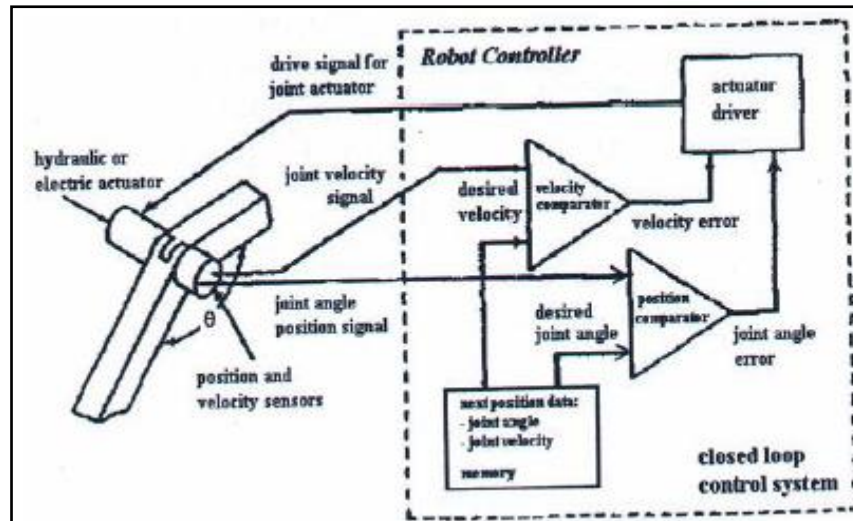 drive signal for
joint actuator
Robot Controller
actuator
driver
hydraulic or
electric actuator
joint velocity
signal
desired
velocity
velocity
comparator
velocity error
joint angle
position signal
θ
desired
joint angle
position
comparator
joint angle
error
position and
velocity sensors
next position data:
- joint angle
- joint velocity
memory
closed loop
control system